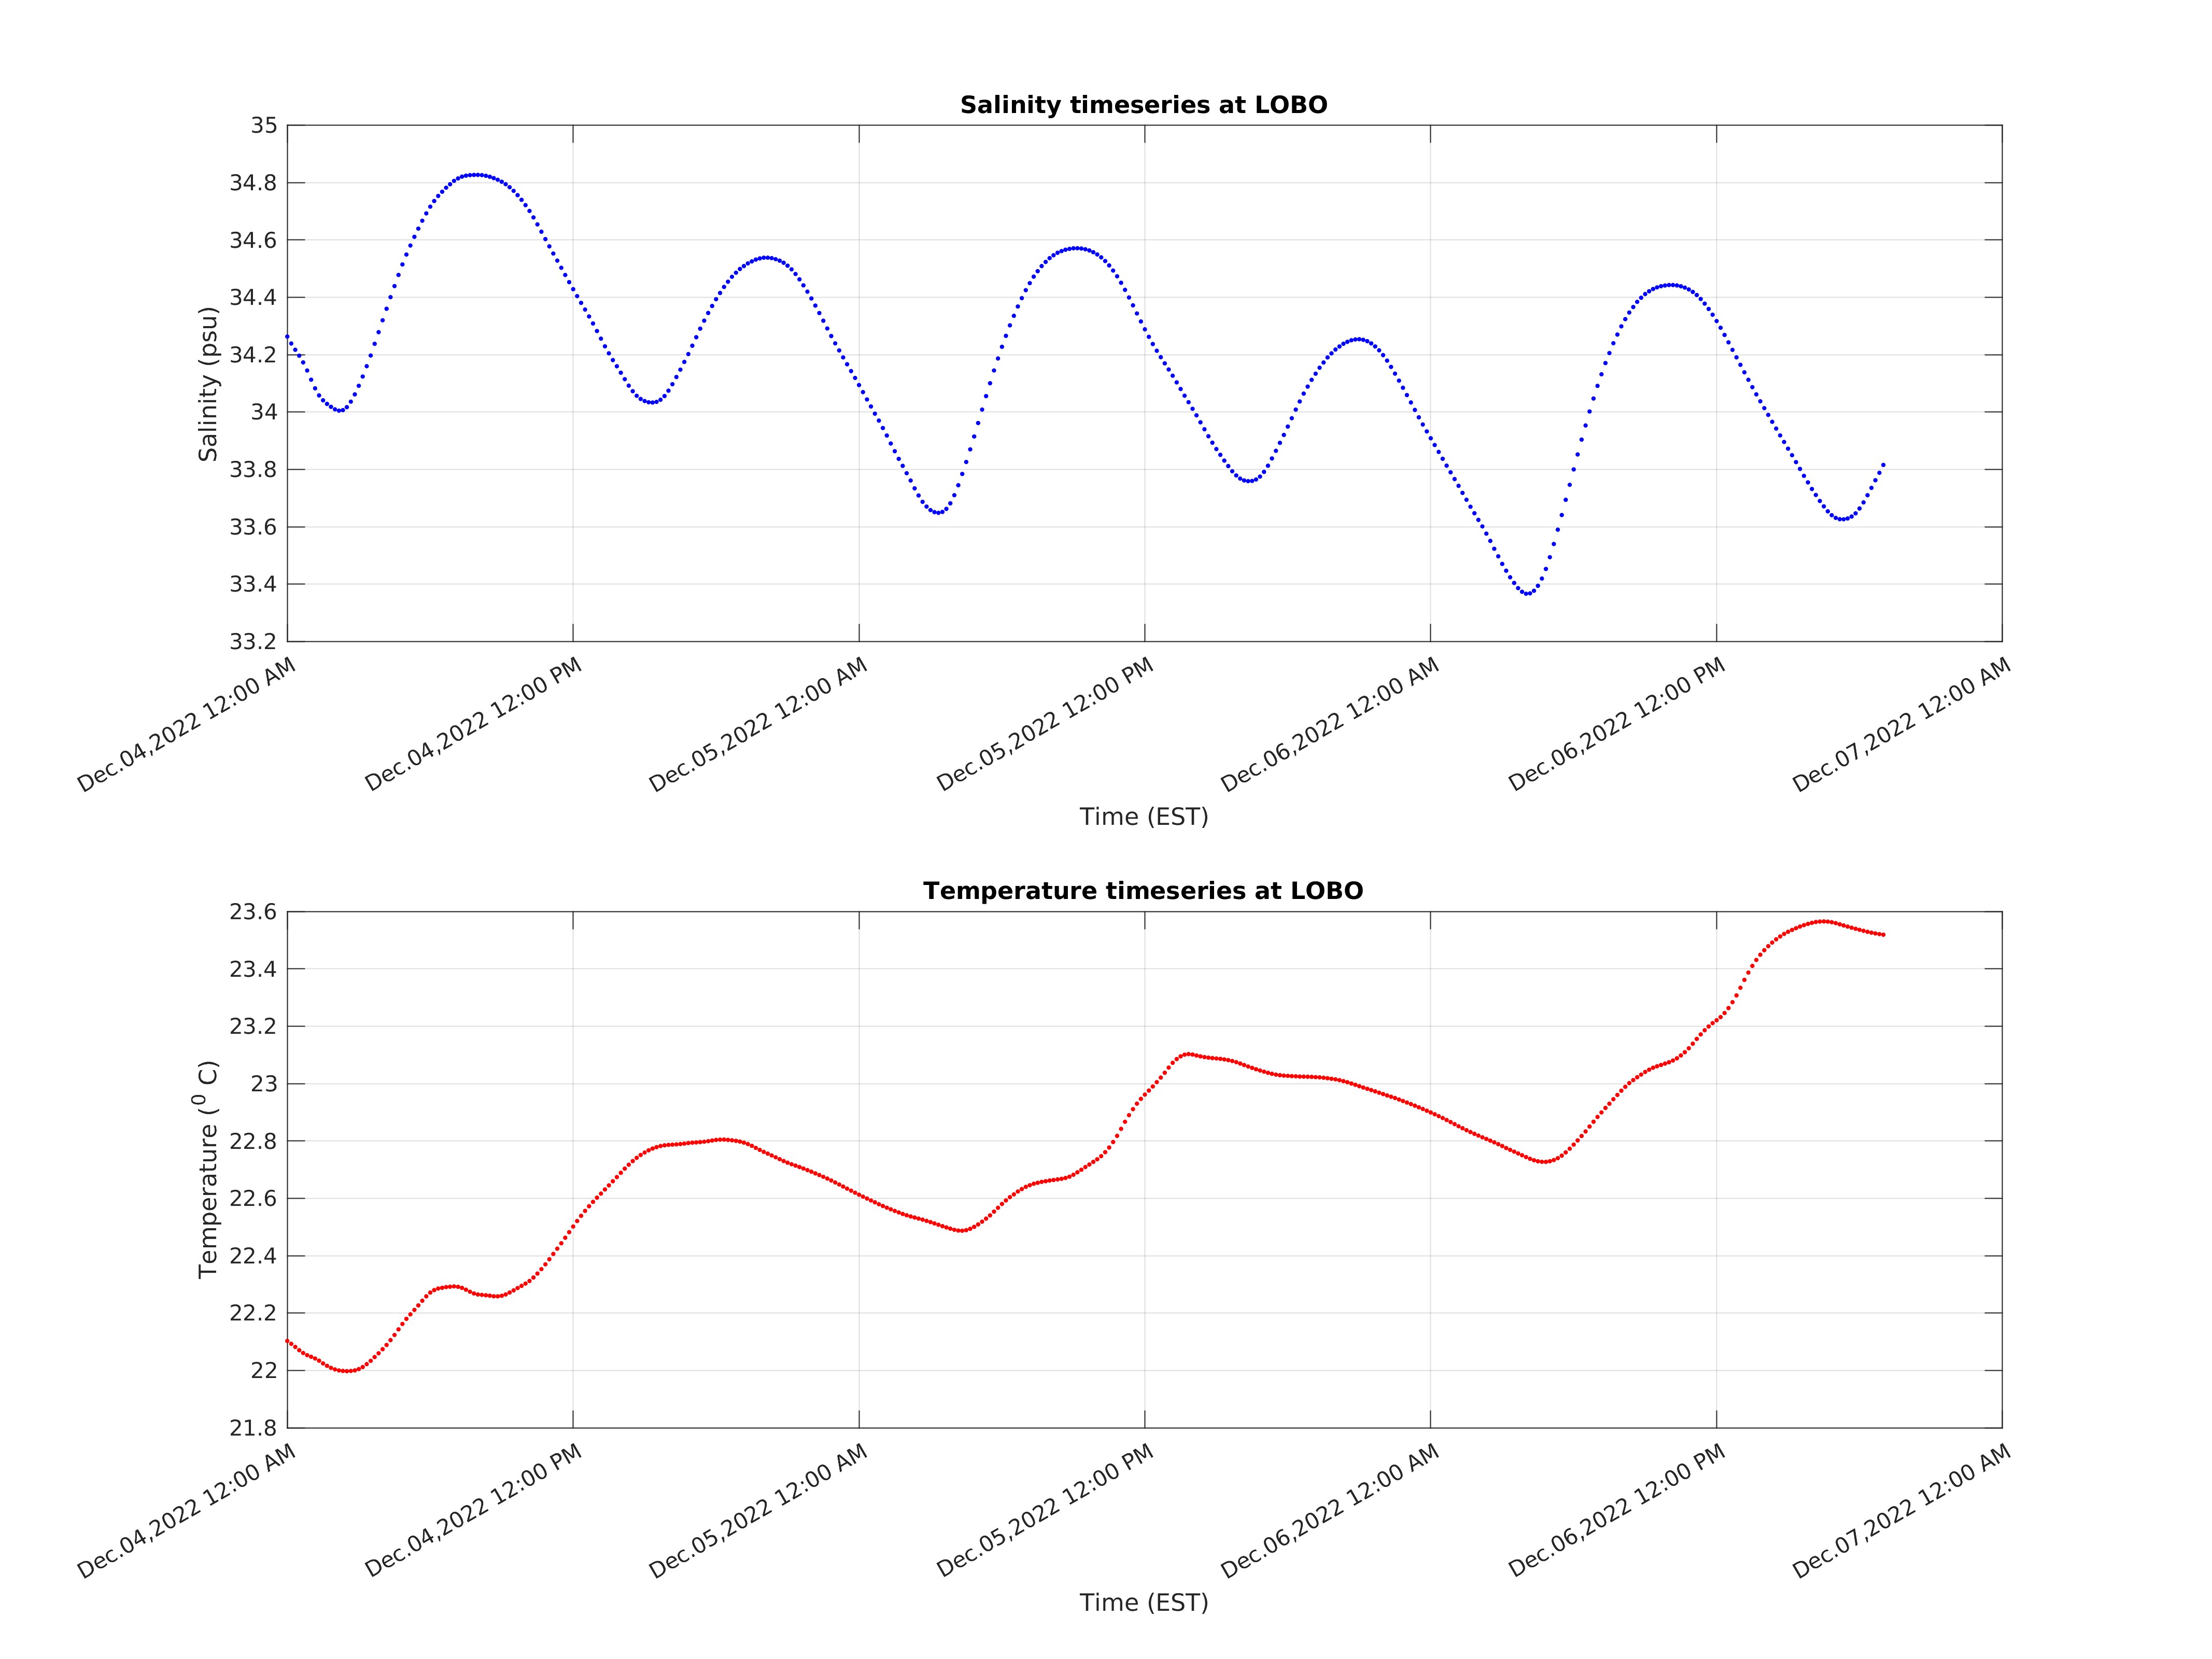 Salinity timeseries at LOBO
35
34.8
34.6
34.4
34.2
34
33.8
33.6
33.4
33.2
Salinity (psu)
Dec.04,2022 12:00 AM
Dec.04,2022 12:00 PM
Dec.05,2022 12:00 AM
Dec.05,2022 12:00 PM
Dec.06,2022 12:00 AM
Dec.06,2022 12:00 PM
Dec.07,2022 12:00 AM
Time (EST)
Temperature timeseries at LOBO
23.6
23.4
23.2
23
22.8
22.6
22.4
22.2
22
21.8
Temperature (⁰ C)
Dec.04,2022 12:00 AM
Dec.04,2022 12:00 PM
Dec.05,2022 12:00 AM
Dec.05,2022 12:00 PM
Dec.06,2022 12:00 AM
Dec.06,2022 12:00 PM
Dec.07,2022 12:00 AM
Time (EST)